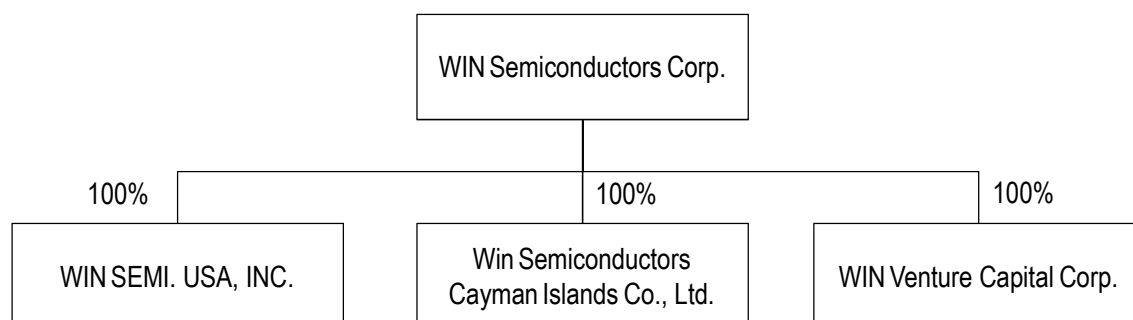 WIN Semiconductors Corp.
100%
100%
100%
WIN SEMI. USA, INC.
Win Semiconductors
Cayman Islands Co., Ltd.
WIN Venture Capital Corp.